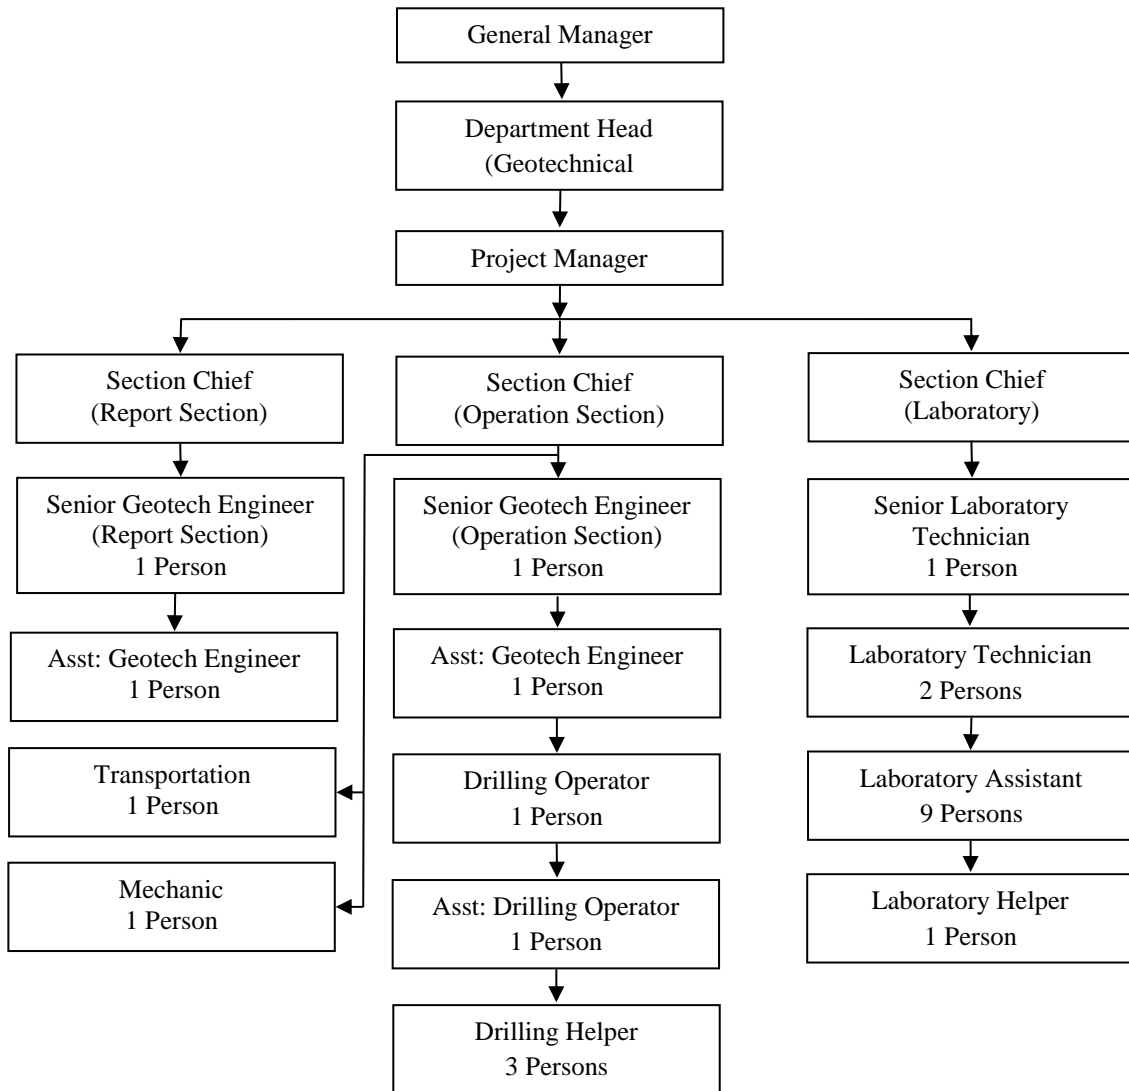 General Manager
Department Head
(Geotechnical
Project Manager
Section Chief
(Report Section)
Section Chief
(Operation Section)
Section Chief
(Laboratory)
Senior Geotech Engineer
(Report Section)
1 Person
Senior Geotech Engineer
(Operation Section)
1 Person
Senior Laboratory
Technician
1 Person
Asst: Geotech Engineer
1 Person
Asst: Geotech Engineer
1 Person
Laboratory Technician
2 Persons
Transportation
1 Person
Drilling Operator
1 Person
Laboratory Assistant
9 Persons
Mechanic
1 Person
Asst: Drilling Operator
1 Person
Laboratory Helper
1 Person
Drilling Helper
3 Persons